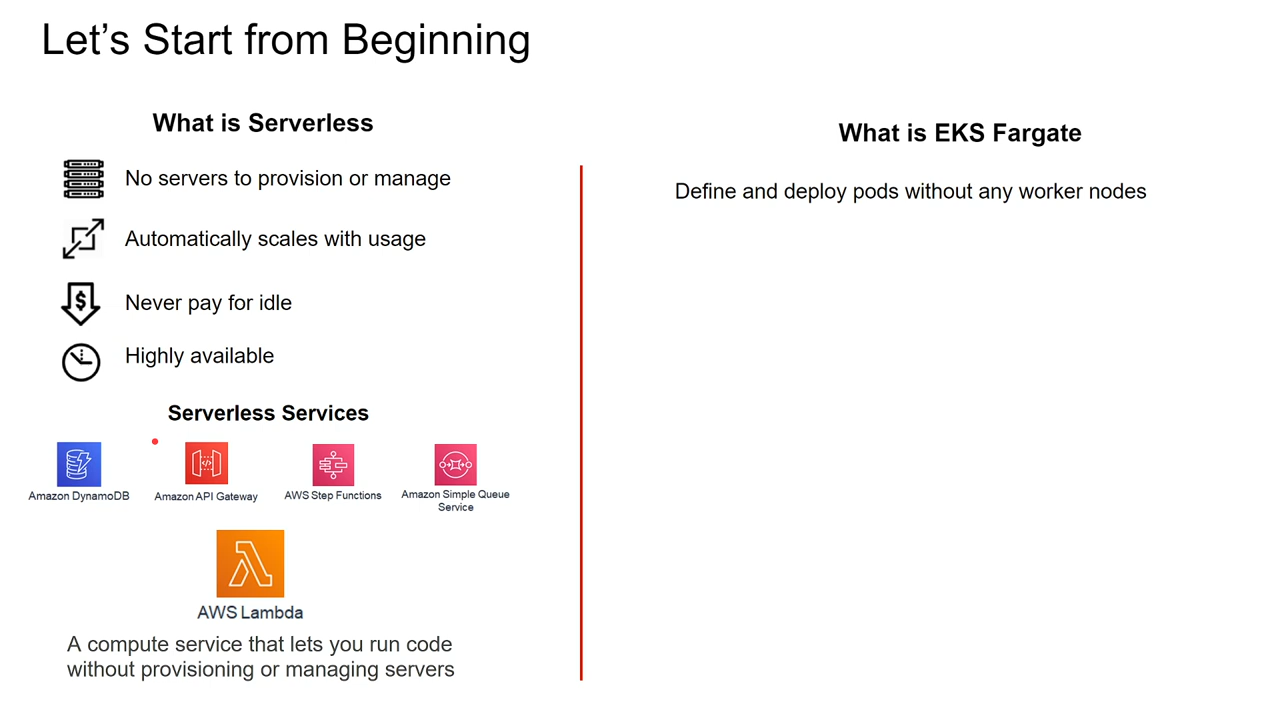 Let’s Start from Beginning
What is Serverless
No servers to provision or manage
Automatically scales with usage
Never pay for idle
Highly available
Serverless Services
Amazon DynamoDB
Amazon API Gateway
AWS Step Functions
Amazon Simple Queue
Service
AWS Lambda
A compute service that lets you run code
without provisioning or managing servers
What is EKS Fargate
Define and deploy pods without any worker nodes